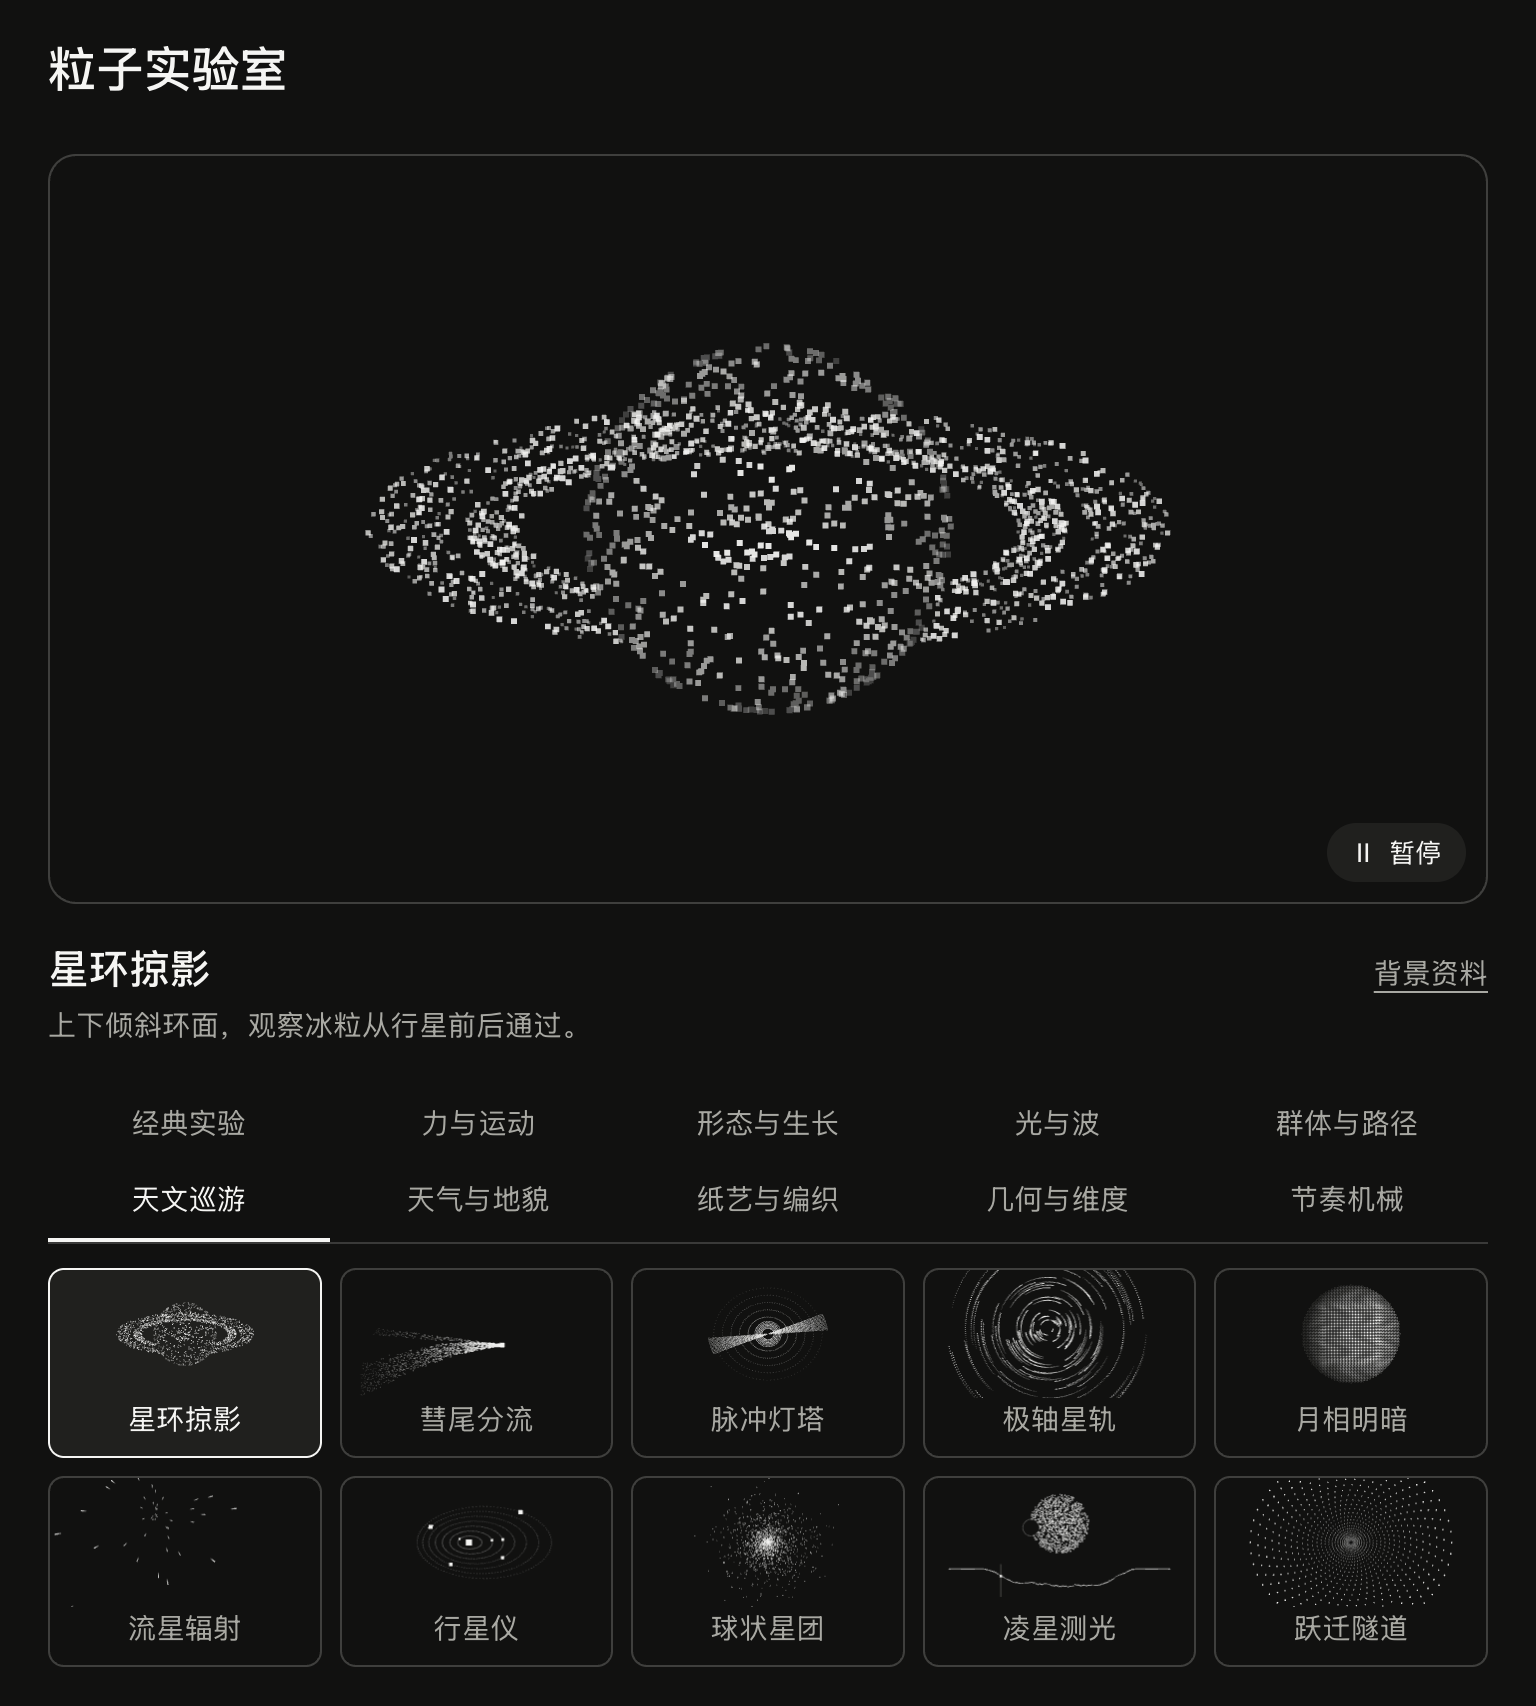 粒子实验室
暂停
星环掠影
背景资料
上下倾斜环面，观察冰粒从行星前后通过。
经典实验 力与运动 形态与生长 光与波 群体与路径
天文巡游 天气与地貌 纸艺与编织 几何与维度 节奏机械
星环掠影 彗尾分流 脉冲灯塔 极轴星轨 月相明暗
流星辐射 行星仪 球状星团 凌星测光 跃迁隧道